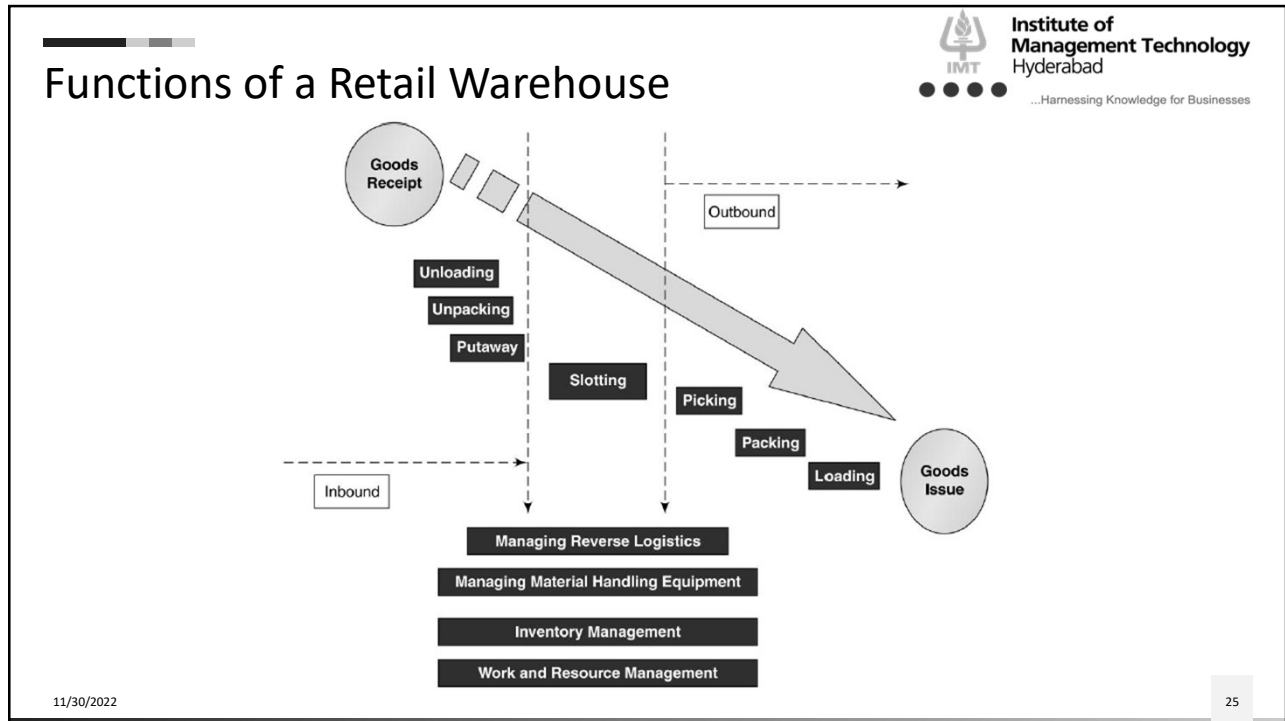 Functions of a Retail Warehouse
IMT
Institute of
Management Technology
Hyderabad
...Harnessing Knowledge for Businesses
Goods
Receipt
Outbound
Unloading
Unpacking
Putaway
Slotting
Picking
Packing
Loading
Goods
Issue
Inbound
Managing Reverse Logistics
Managing Material Handling Equipment
Inventory Management
Work and Resource Management
11/30/2022
25